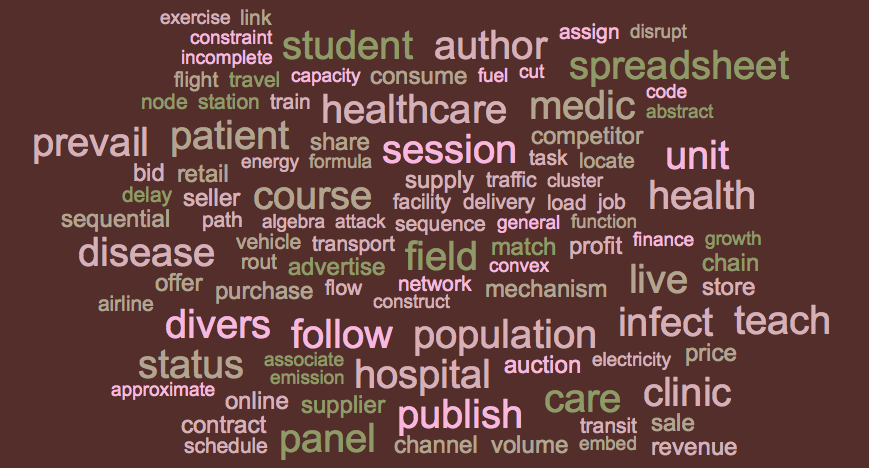 exercise link
constraint student author assign disrupt
incomplete spreadsheet
flight travel capacity consume fuel cut code
node station train healthcare medic abstract
prevail patient share session competitor unit
bid retail energy formula task locate
delay seller course supply traffic cluster health
facility delivery load job
sequential path algebra attack sequence general function
disease vehicle transport field match profit finance growth
rout advertise convex chain
offer purchase flow network mechanism live store
airline construct
divers follow population infect teach
status associate hospital auction electricity price
emission
approximate online supplier publish care clinic
contract transit sale
schedule panel channel volume embed revenue